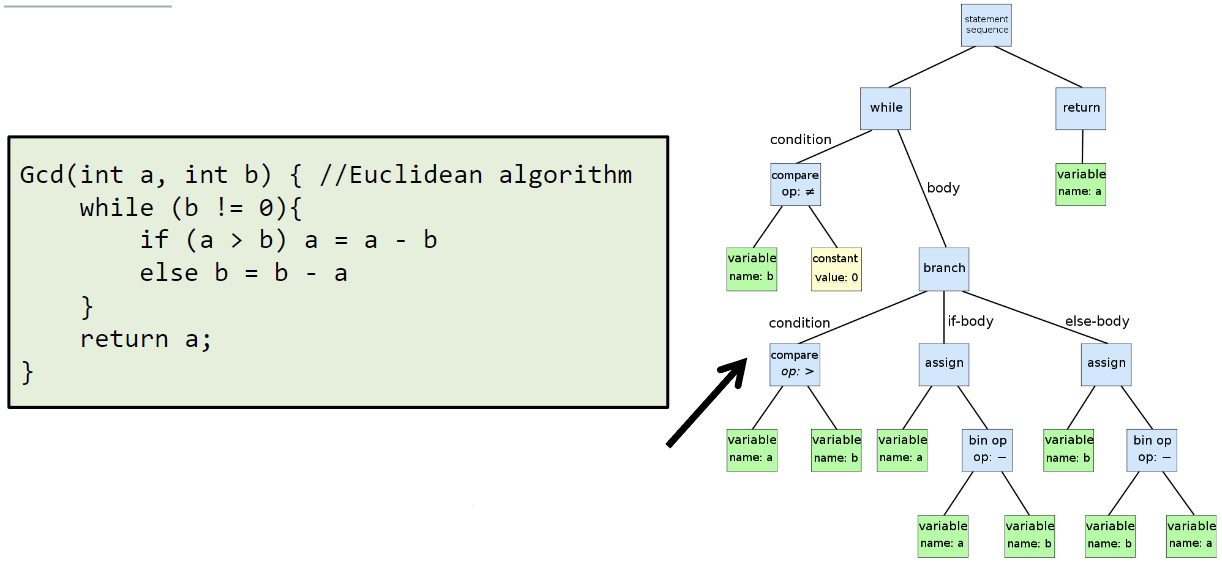 Gcd(int a, int b) { //Euclidean algorithm
while (b != 0){
if (a > b) a = a - b
else b = b - a
}
return a;
}
statement
sequence
while
return
condition
body
compare
op: ≠
variable
name: a
variable
name: b
constant
value: 0
branch
condition
if-body
else-body
compare
op: >
assign
assign
variable
name: a
variable
name: b
variable
name: a
bin op
op: −
variable
name: b
bin op
op: −
variable
name: a
variable
name: b
variable
name: b
variable
name: a